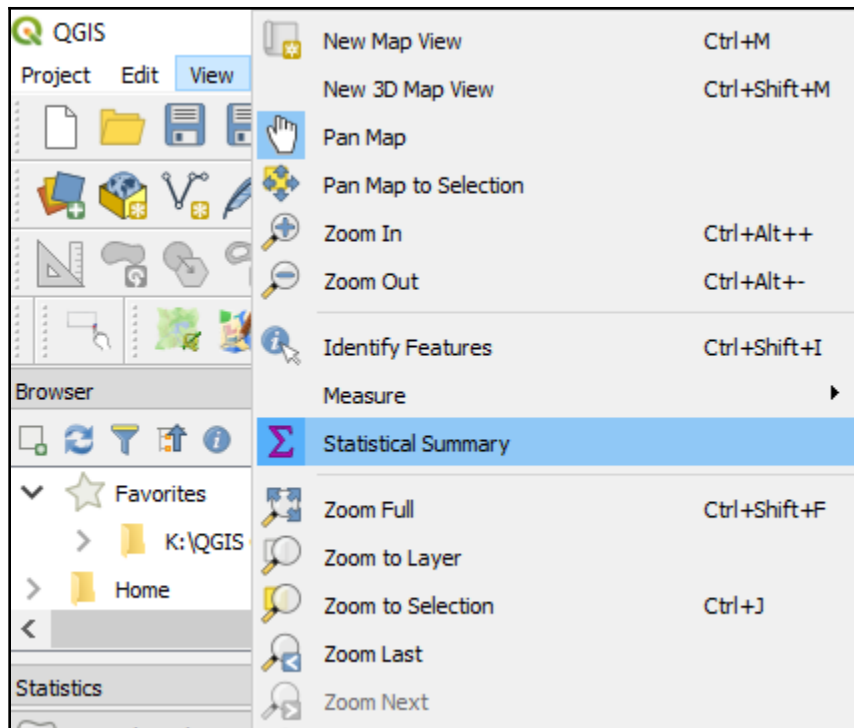 QGIS
Project Edit View
New Map View Ctrl+M
New 3D Map View Ctrl+Shift+M
Pan Map
Pan Map to Selection
Zoom In Ctrl+Alt++
Zoom Out Ctrl+Alt+-
Identify Features Ctrl+Shift+I
Measure
Statistical Summary
Zoom Full Ctrl+Shift+F
Zoom to Layer
Zoom to Selection Ctrl+J
Zoom Last
Zoom Next
Browser
Favorites
K:\QGIS
Home
Statistics